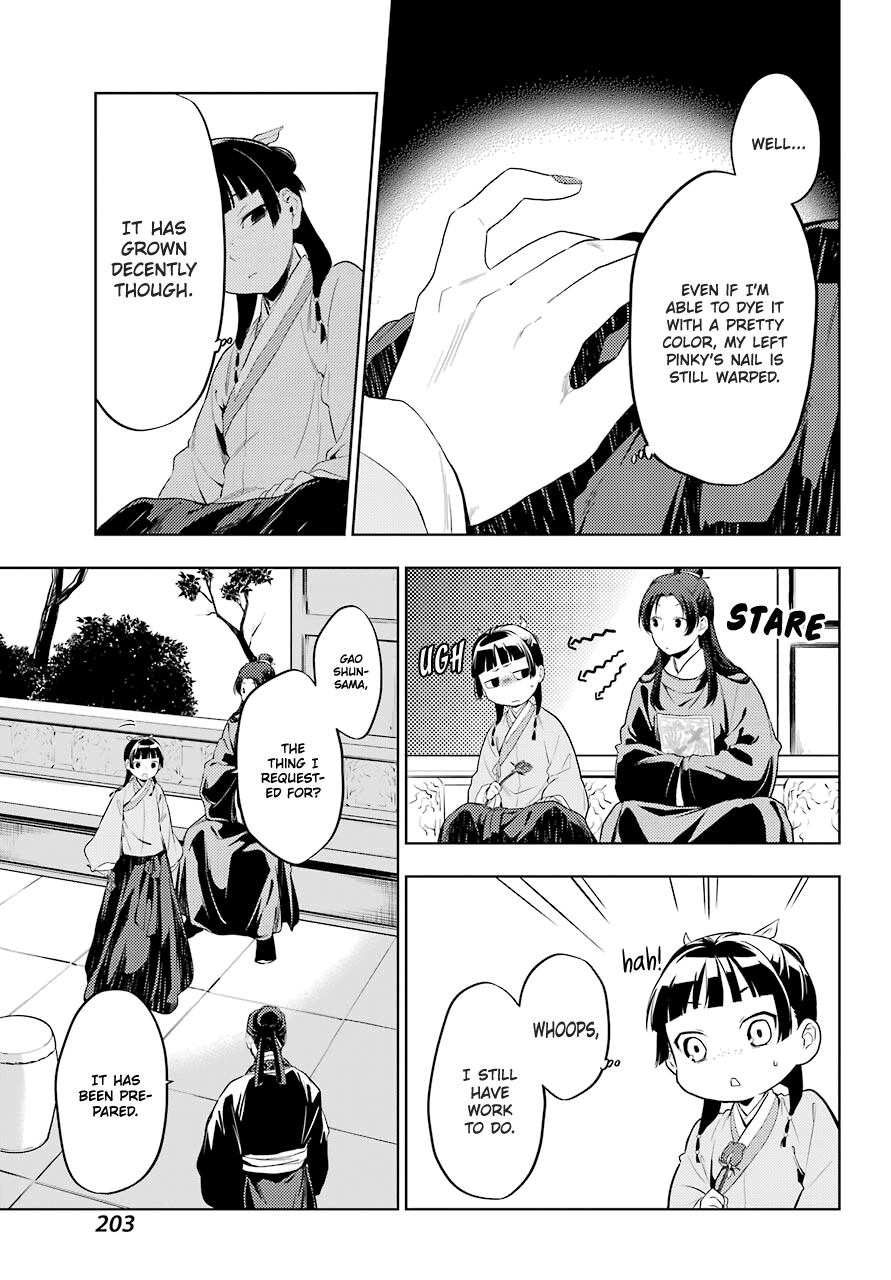 WELL...
EVEN IF I'M
ABLE TO DYE IT
WITH A PRETTY
COLOR, MY LEFT
PINKY'S NAIL IS
STILL WARPED.
IT HAS
GROWN
DECENTLY
THOUGH.
STARE
UGH
hah!
WHOOPS,
I STILL
HAVE
WORK
TO DO.
GAO
SHUN-
SAMA,
THE
THING I
REQUEST-
ED FOR?
IT HAS
BEEN PRE-
PARED.
203